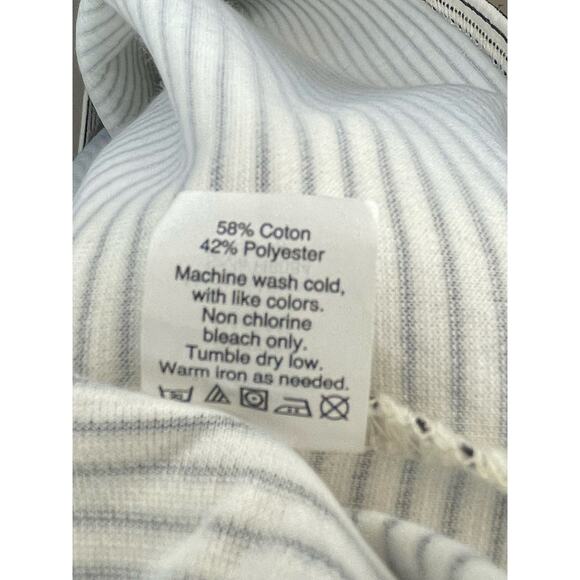 58% Coton
42% Polyester
Machine wash cold,
with like colors.
Non chlorine
bleach only.
Tumble dry low.
Warm iron as needed.